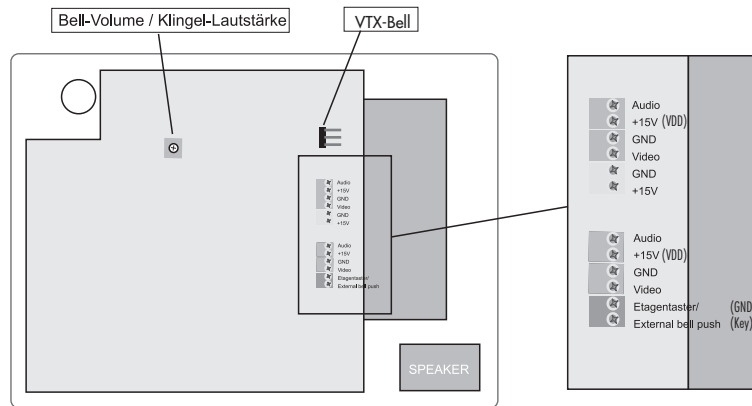 Bell-Volume / Klingel-Lautstärke
VTX-Bell
Audio
+15V
GND
Video
GND
+15V
Audio
+15V
GND
Video
Etagentaster/
External bell push
SPEAKER
Audio
+15V (VDD)
GND
Video
GND
+15V
Audio
+15V (VDD)
GND
Video
Etagentaster/ (GND
External bell push (Key)